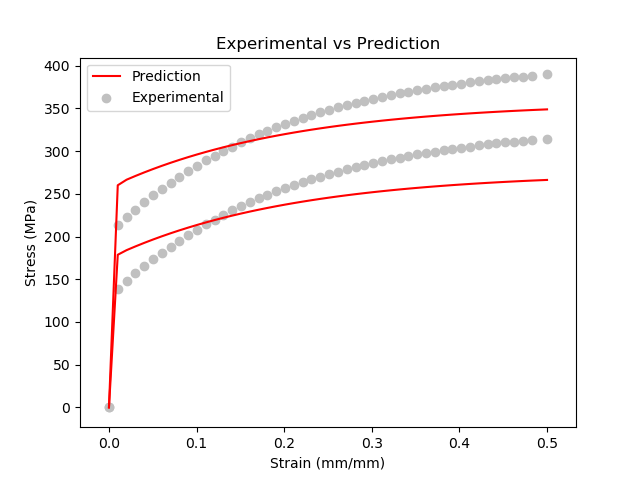 Experimental vs Prediction
Prediction
Experimental
400
350
300
250
200
150
100
50
0
Stress (MPa)
0.0 0.1 0.2 0.3 0.4 0.5
Strain (mm/mm)